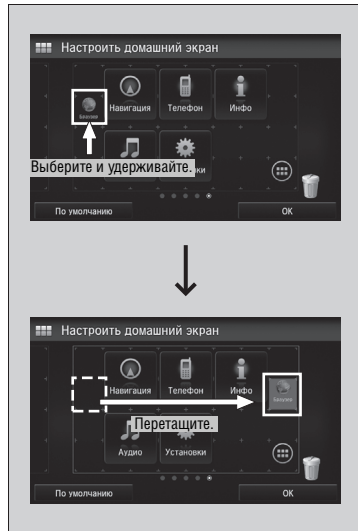 Настроить домашний экран
Навигация
Телефон
Инфо
Выберите и удерживайте.
ки
По умолчанию
OK
Настроить домашний экран
Навигация
Телефон
Инфо
Перетащите.
Аудио
Установки
По умолчанию
OK